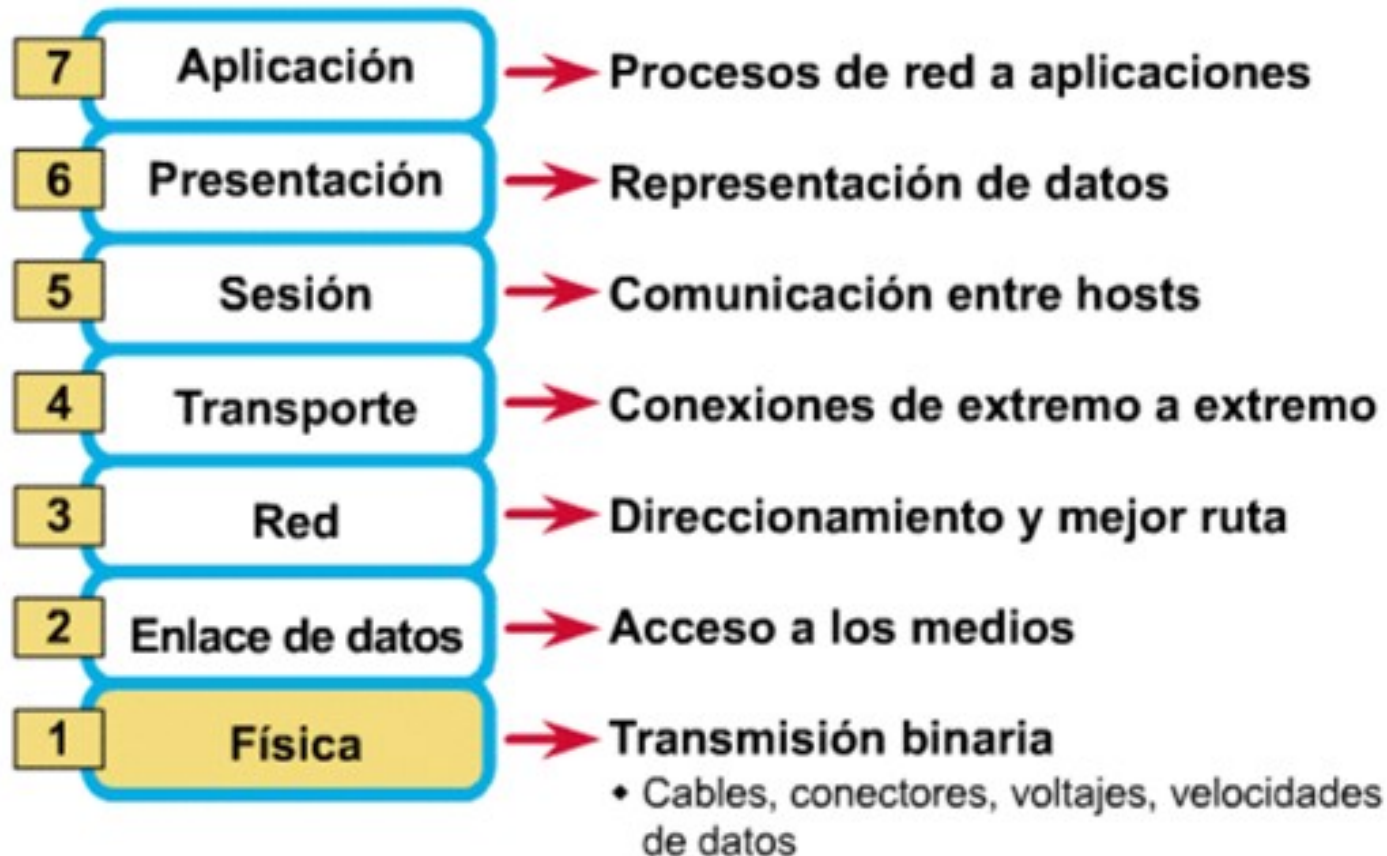 7 Aplicación Procesos de red a aplicaciones
6 Presentación Representación de datos
5 Sesión Comunicación entre hosts
4 Transporte Conexiones de extremo a extremo
3 Red Direccionamiento y mejor ruta
2 Enlace de datos Acceso a los medios
1 Física Transmisión binaria
Cables, conectores, voltajes, velocidades
de datos